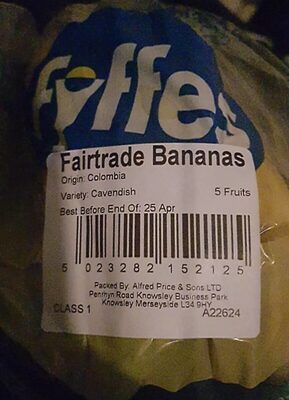 fyffes
Fairtrade Bananas
Origin: Colombia
Variety: Cavendish 5 Fruits
Best Before End Of: 25 Apr
5 023282 152125
Packed By: Alfred Price & Sons LTD
Penrhyn Road Knowsley Business Park
Knowsley Merseyside L34 9HY
CLASS 1 A22624